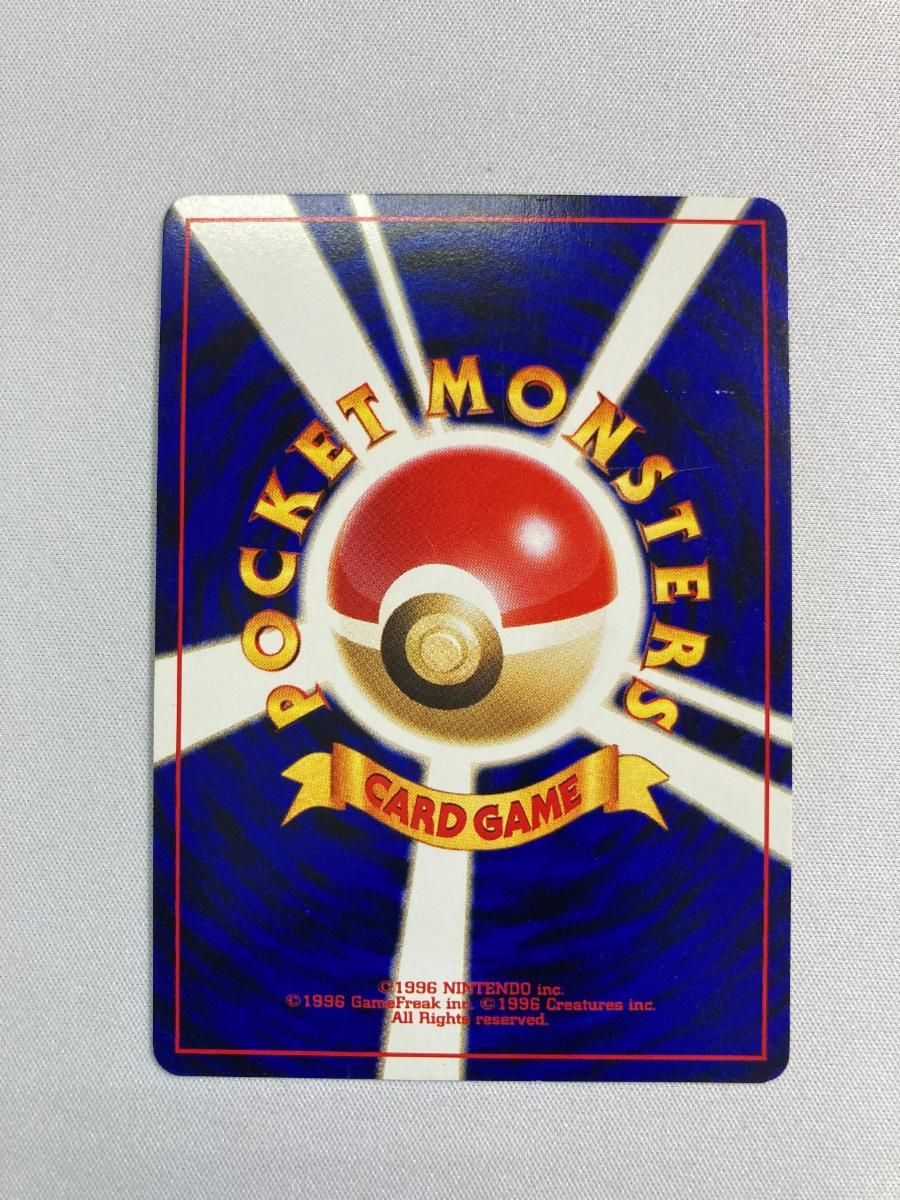 POCKET MONSTERS
CARD GAME
©1996 NINTENDO inc.
©1996 GameFreak inc. ©1996 Creatures inc.
All Rights reserved.